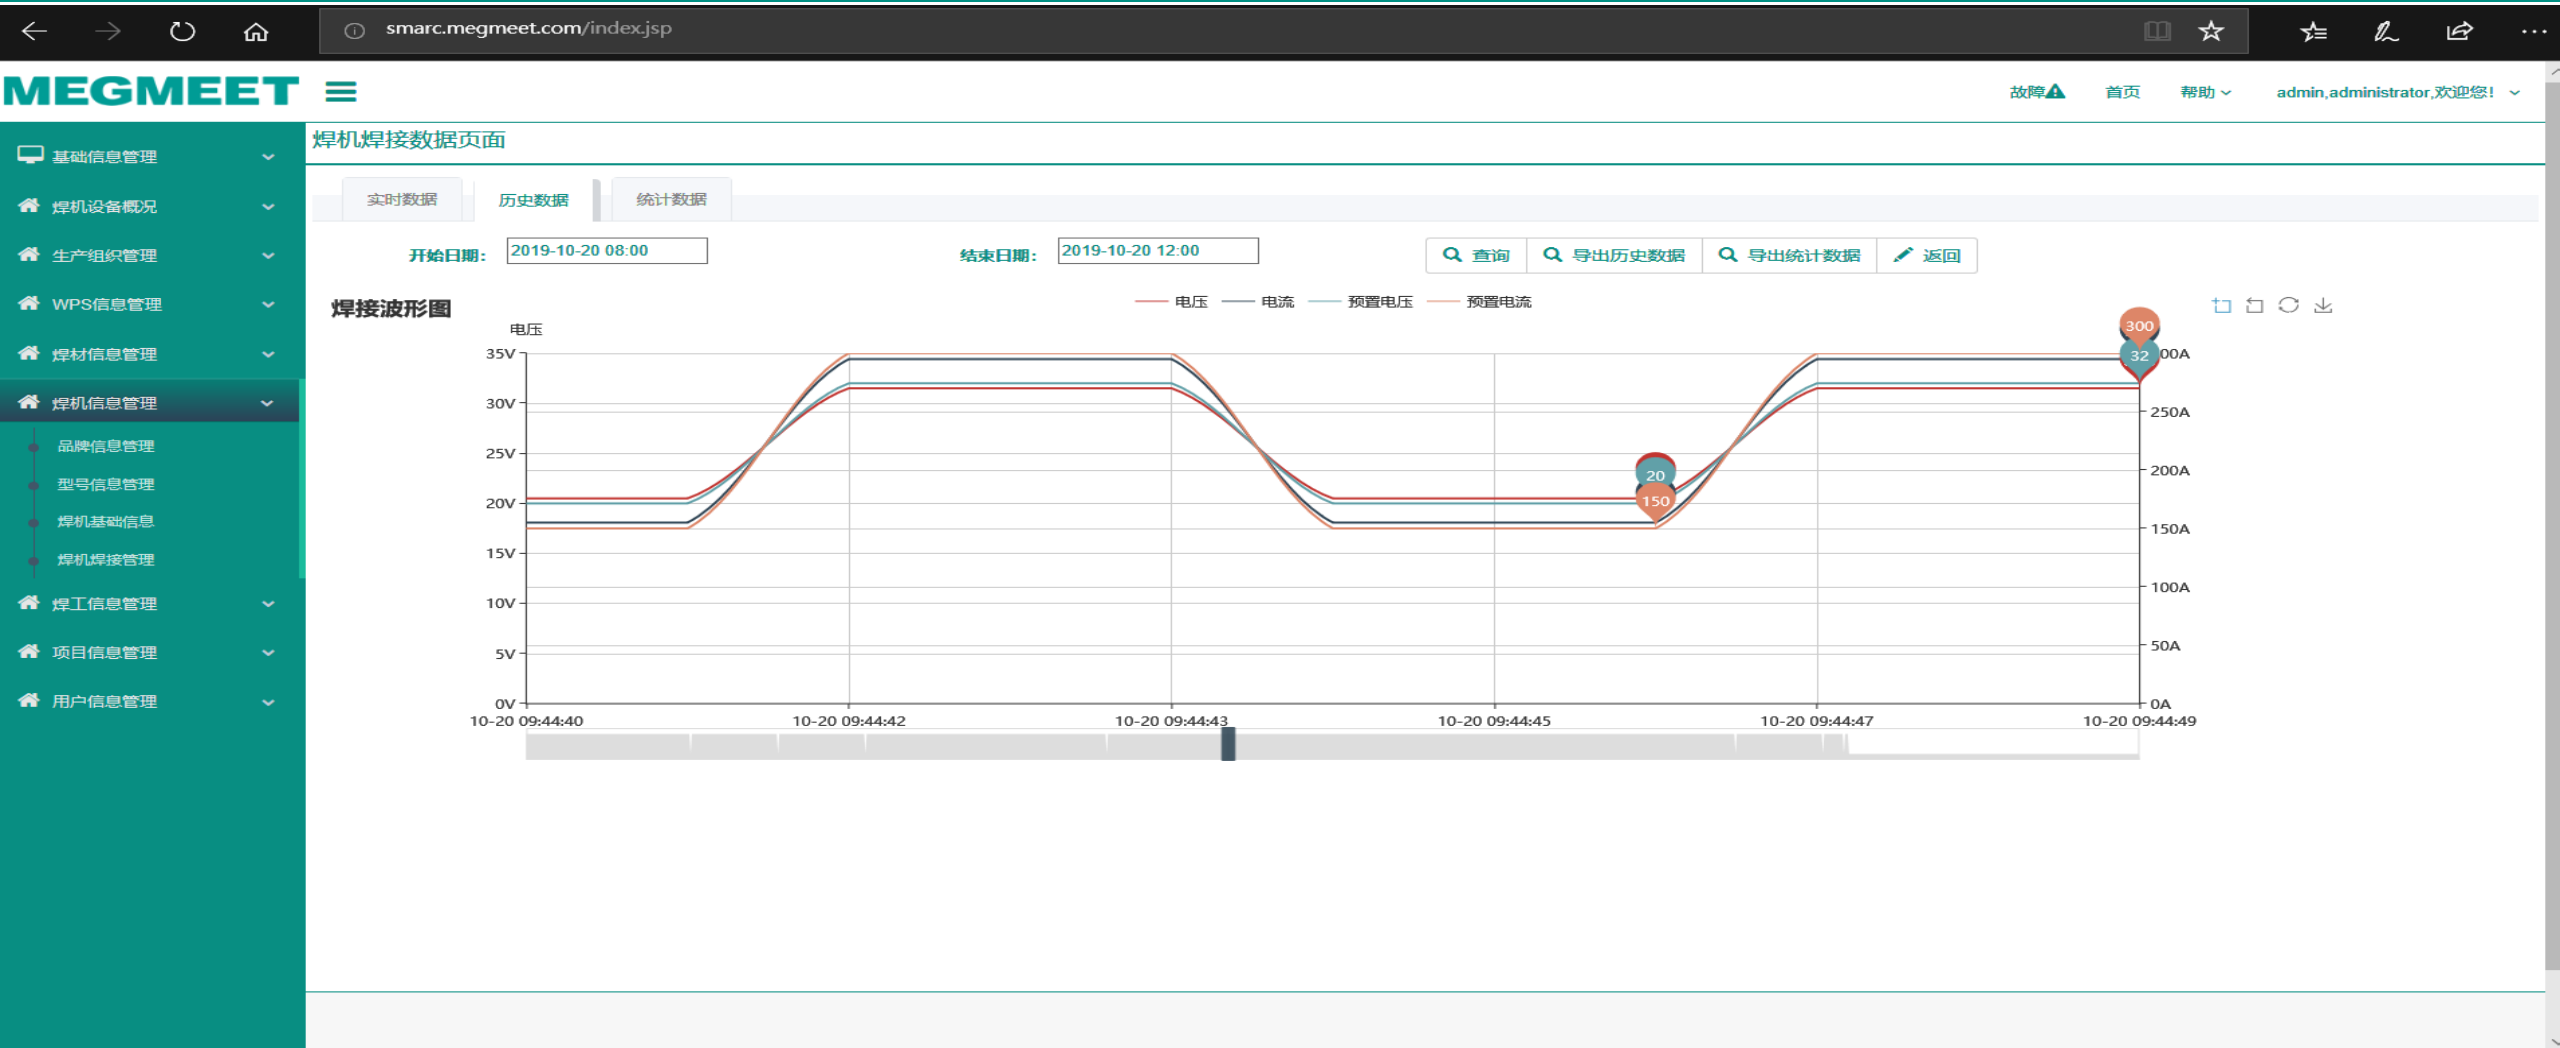 smarc.megmeet.com/index.jsp
MEGMEET
故障 首页 帮助 admin,administrator,欢迎您!
基础信息管理
焊机设备概况
生产组织管理
WPS信息管理
焊材信息管理
焊机信息管理
品牌信息管理
型号信息管理
焊机基础信息
焊机焊接管理
焊工信息管理
项目信息管理
用户信息管理
焊机焊接数据页面
实时数据 历史数据 统计数据
开始日期: 2019-10-20 08:00 结束日期: 2019-10-20 12:00 查询 导出历史数据 导出统计数据 返回
焊接波形图
电压 电流 预置电压 预置电流
电压
300
32
20
150
35V
30V
25V
20V
15V
10V
5V
0V
00A
250A
200A
150A
100A
50A
0A
10-20 09:44:40 10-20 09:44:42 10-20 09:44:43 10-20 09:44:45 10-20 09:44:47 10-20 09:44:49